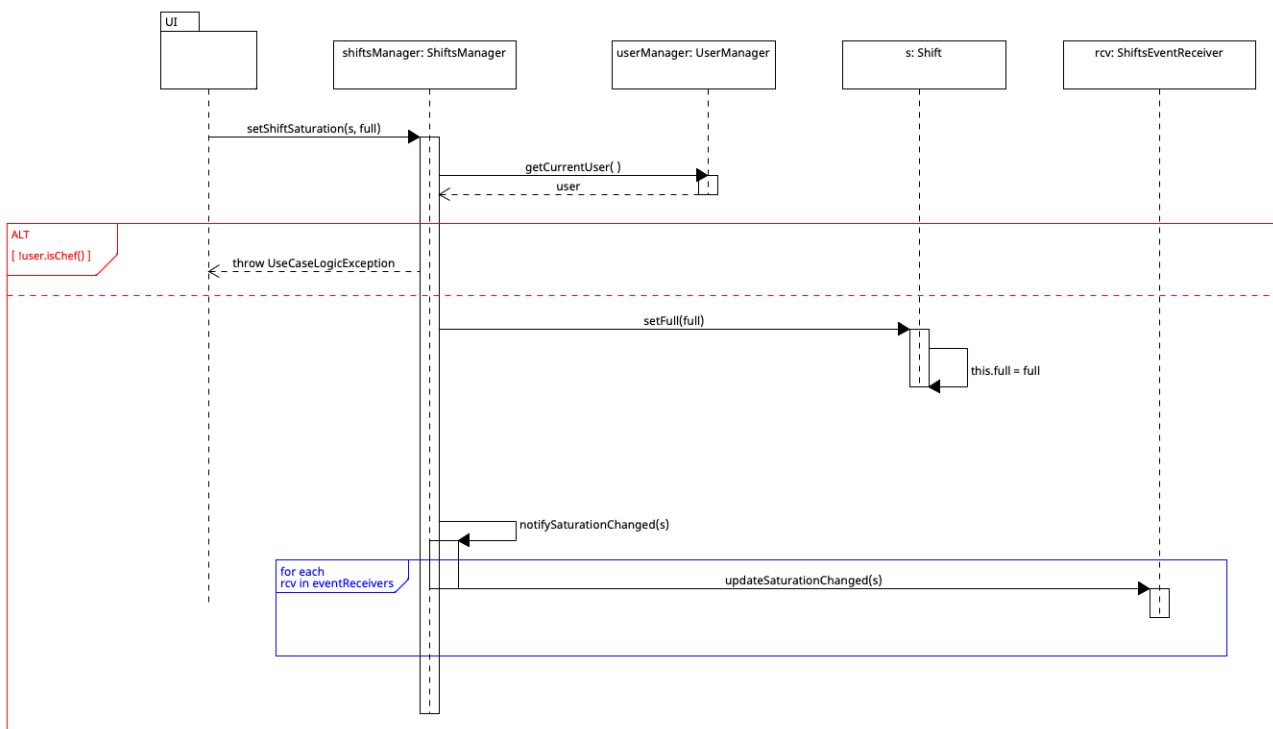 UI
shiftsManager: ShiftsManager
userManager: UserManager
s: Shift
rcv: ShiftsEventReceiver
setShiftSaturation(s, full)
getCurrentUser( )
user
ALT
[ !user.isChef() ]
throw UseCaseLogicException
setFull(full)
this.full = full
notifySaturationChanged(s)
for each
rcv in eventReceivers
updateSaturationChanged(s)